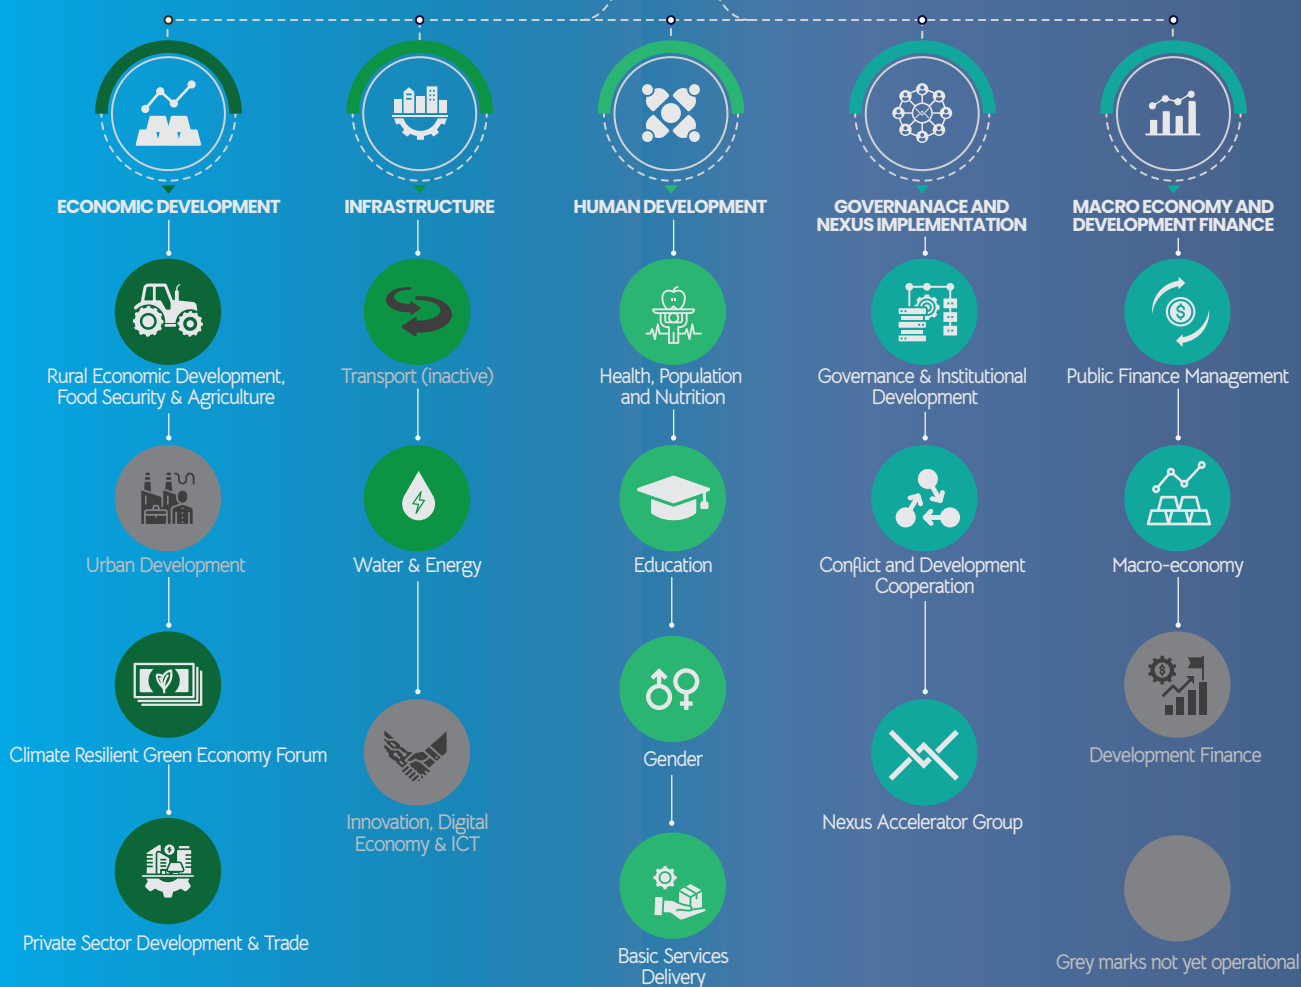 ECONOMIC DEVELOPMENT
Rural Economic Development,
Food Security & Agriculture
Urban Development
Climate Resilient Green Economy Forum
Private Sector Development & Trade
INFRASTRUCTURE
Transport (inactive)
Water & Energy
Innovation, Digital
Economy & ICT
HUMAN DEVELOPMENT
Health, Population
and Nutrition
Education
Gender
Basic Services
Delivery
GOVERNANACE AND
NEXUS IMPLEMENTATION
Governance & Institutional
Development
Conflict and Development
Cooperation
Nexus Accelerator Group
MACRO ECONOMY AND
DEVELOPMENT FINANCE
Public Finance Management
Macro-economy
Development Finance
Grey marks not yet operational